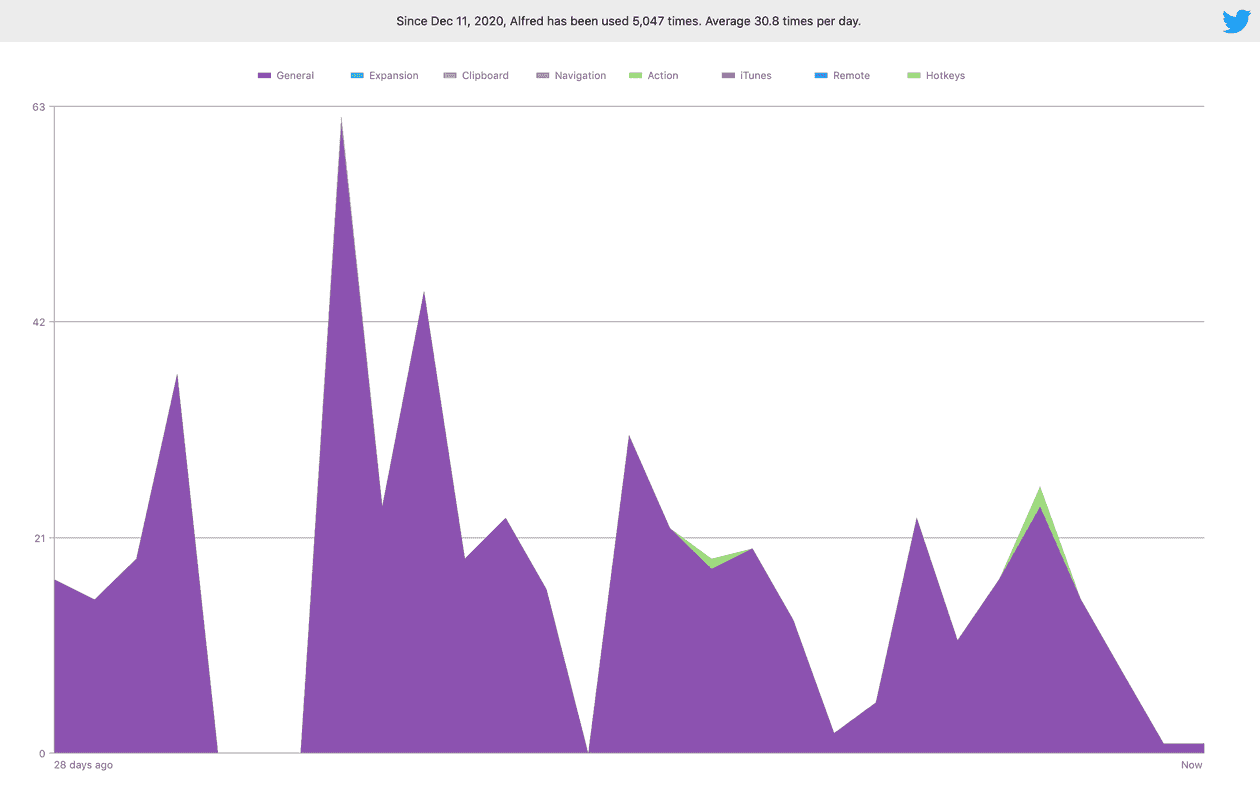 Since Dec 11, 2020, Alfred has been used 5,047 times. Average 30.8 times per day.
General Expansion Clipboard Navigation Action iTunes Remote Hotkeys
63
42
21
0
28 days ago Now